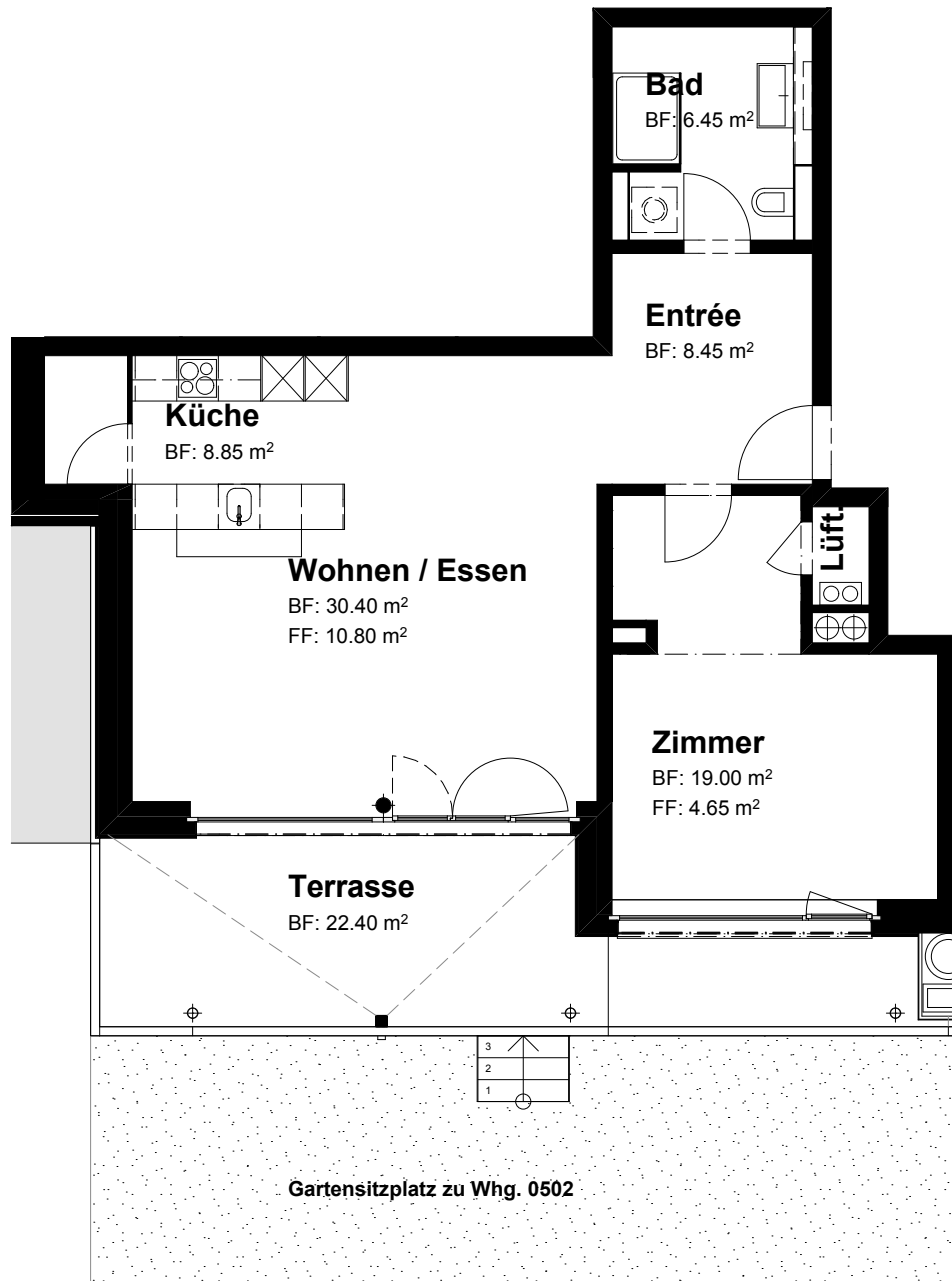 Bad
BF: 6.45 m²
Entrée
BF: 8.45 m²
Küche
BF: 8.85 m²
Lüft.
Wohnen / Essen
BF: 30.40 m²
FF: 10.80 m²
Zimmer
BF: 19.00 m²
FF: 4.65 m²
Terrasse
BF: 22.40 m²
3
2
1
Gartensitzplatz zu Whg. 0502